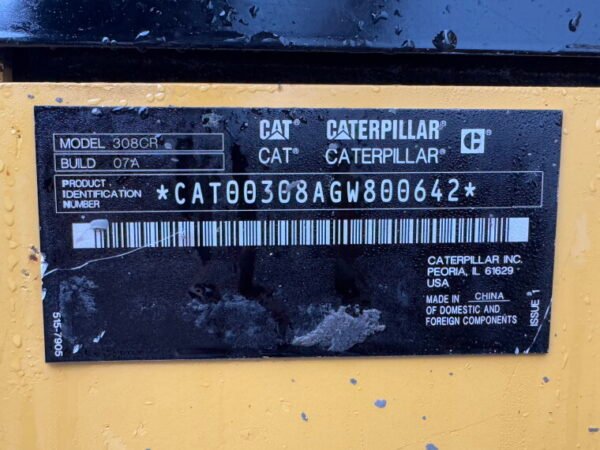 MODEL 308CR
BUILD 07A
CAT CATERPILLAR® C
CAT® CATERPILLAR®
PRODUCT IDENTIFICATION NUMBER
*CAT00308AGW800642*
CATERPILLAR INC.
PEORIA, IL 61629
USA
MADE IN CHINA
OF DOMESTIC AND
FOREIGN COMPONENTS
ISSUE 1
515-7905